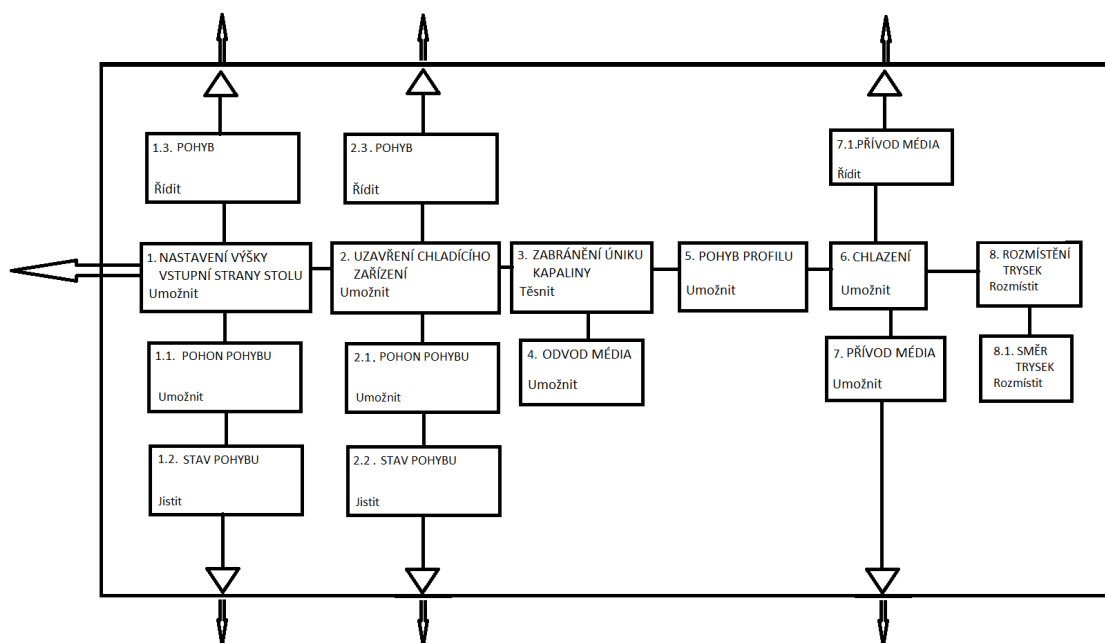 1.3. POHYB
Řídit
2.3. POHYB
Řídit
7.1.PŘÍVOD MÉDIA
Řídit
1. NASTAVENÍ VÝŠKY
VSTUPNÍ STRANY STOLU
Umožnit
2. UZAVŘENÍ CHLADÍCÍHO
ZAŘÍZENÍ
Umožnit
3. ZABRÁNĚNÍ ÚNIKU
KAPALINY
Těsnit
5. POHYB PROFILU
Umožnit
6. CHLAZENÍ
Umožnit
8. ROZMÍSTĚNÍ
TRYSEK
Rozmístit
1.1. POHON POHYBU
Umožnit
2.1. POHON POHYBU
Umožnit
4. ODVOD MÉDIA
Umožnit
7. PŘÍVOD MÉDIA
Umožnit
8.1. SMĚR
TRYSEK
Rozmístit
1.2. STAV POHYBU
Jistit
2.2. STAV POHYBU
Jistit